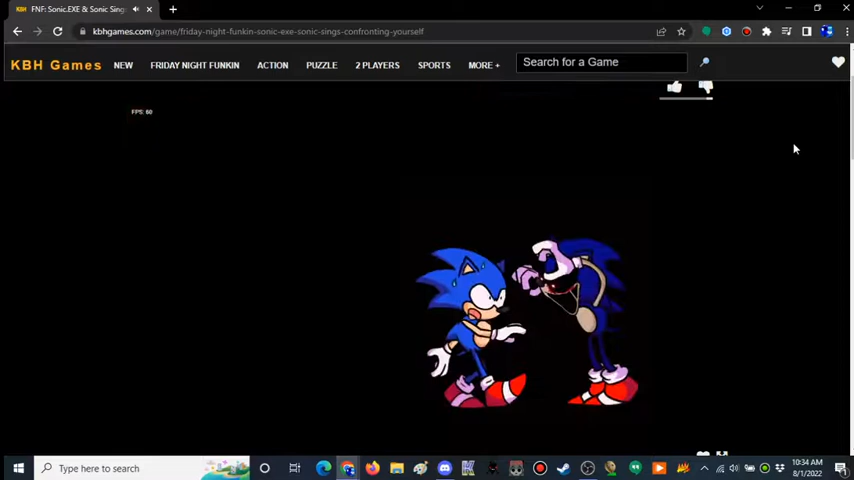 FNF: Sonic.EXE & Sonic Sing
kbhgames.com/game/friday-night-funkin-sonic-exe-sonic-sings-confronting-yourself
KBH Games NEW FRIDAY NIGHT FUNKIN ACTION PUZZLE 2 PLAYERS SPORTS MORE + Search for a Game
FPS: 60
Type here to search
10:34 AM
8/1/2022